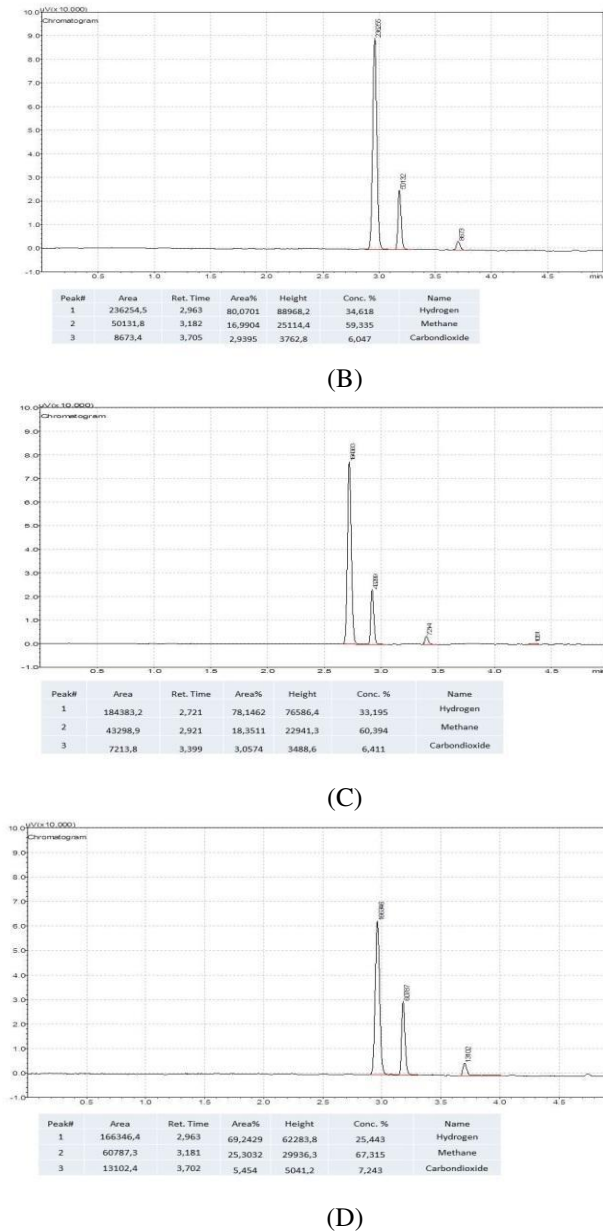 uV(x10,000)
Chromatogram
10.0
9.0
8.0
7.0
6.0
5.0
4.0
3.0
2.0
1.0
0.0
-1.0
236255
50132
8673
0.5 1.0 1.5 2.0 2.5 3.0 3.5 4.0 4.5 min
Peak# Area Ret. Time Area% Height Conc. % Name
1 236254,5 2,963 80,0701 88968,2 34,618 Hydrogen
2 50131,8 3,182 16,9904 25114,4 59,335 Methane
3 8673,4 3,705 2,9395 3762,8 6,047 Carbondioxide
(B)
uV(x10,000)
Chromatogram
10.0
9.0
8.0
7.0
6.0
5.0
4.0
3.0
2.0
1.0
0.0
-1.0
7214
0.5 1.0 1.5 2.0 2.5 3.0 3.5 4.0 4.5
Peak# Area Ret. Time Area% Height Conc. % Name
1 184383,2 2,721 78,1462 76586,4 33,195 Hydrogen
2 43298,9 2,921 18,3511 22941,3 60,394 Methane
3 7213,8 3,399 3,0574 3488,6 6,411 Carbondioxide
(C)
uV(x10,000)
Chromatogram
10.0
9.0
8.0
7.0
6.0
5.0
4.0
3.0
2.0
1.0
0.0
-1.0
166346
60787
13102
0.5 1.0 1.5 2.0 2.5 3.0 3.5 4.0 4.5
Peak# Area Ret. Time Area% Height Conc. % Name
1 166346,4 2,963 69,2429 62283,8 25,443 Hydrogen
2 60787,3 3,181 25,3032 29936,3 67,315 Methane
3 13102,4 3,702 5,454 5041,2 7,243 Carbondioxide
(D)